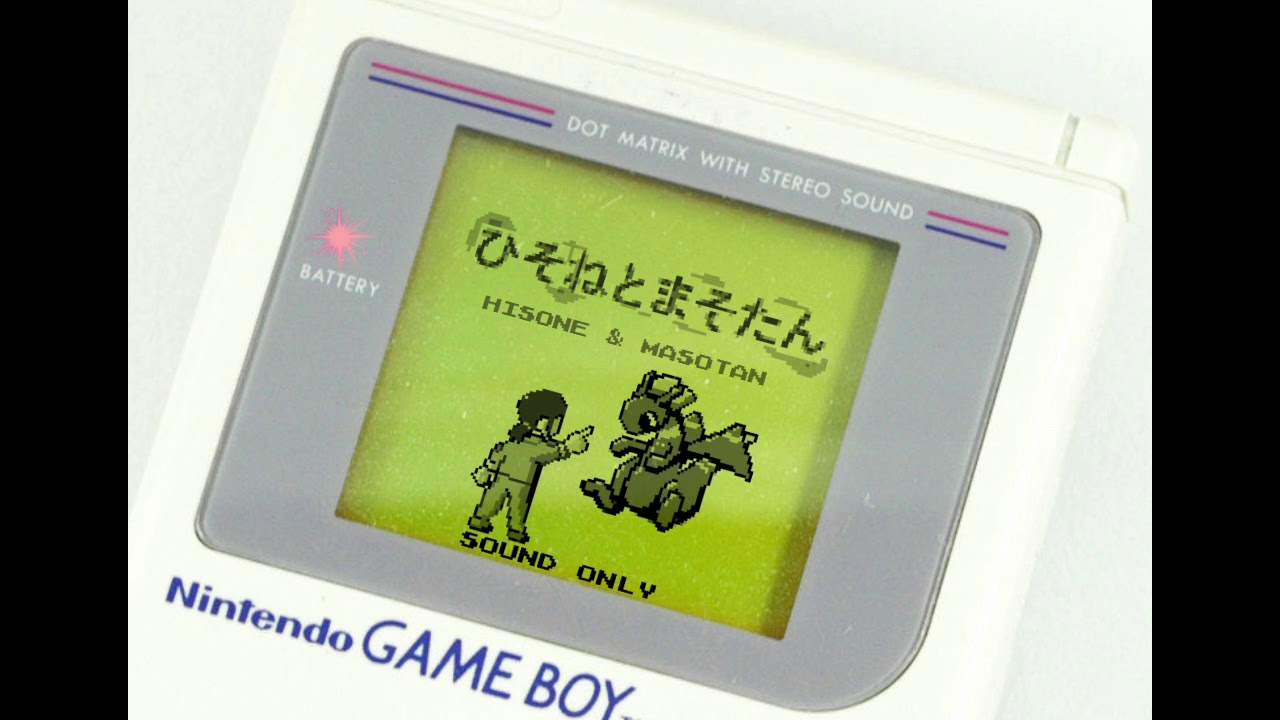 DOT MATRIX WITH STEREO SOUND
BATTERY
ひそねとまそたん
HISONE & MASOTAN
SOUND ONLY
Nintendo GAME BOY